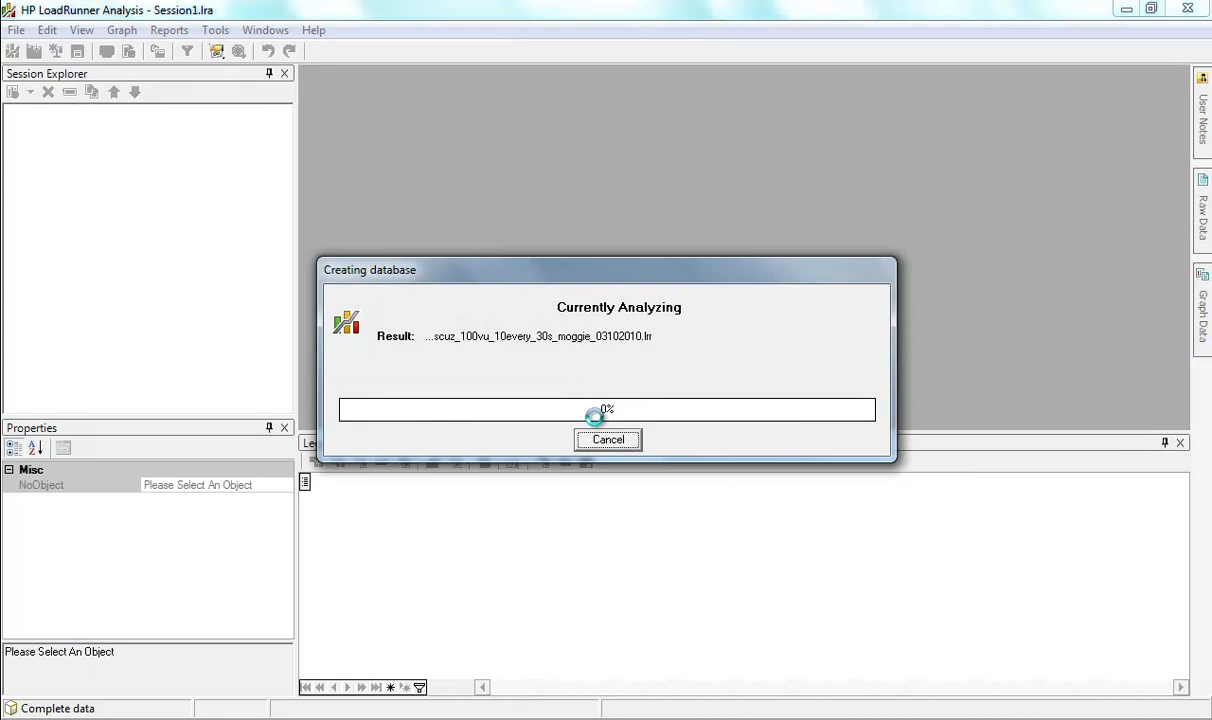 HP LoadRunner Analysis - Session1.lra
File Edit View Graph Reports Tools Windows Help
Session Explorer
User Notes
Raw Data
Graph Data
Creating database
Currently Analyzing
Result: ...scuz_100vu_10every_30s_moggie_03102010.lrr
0%
Cancel
Properties
Le
Misc
NoObject Please Select An Object
Please Select An Object
Complete data